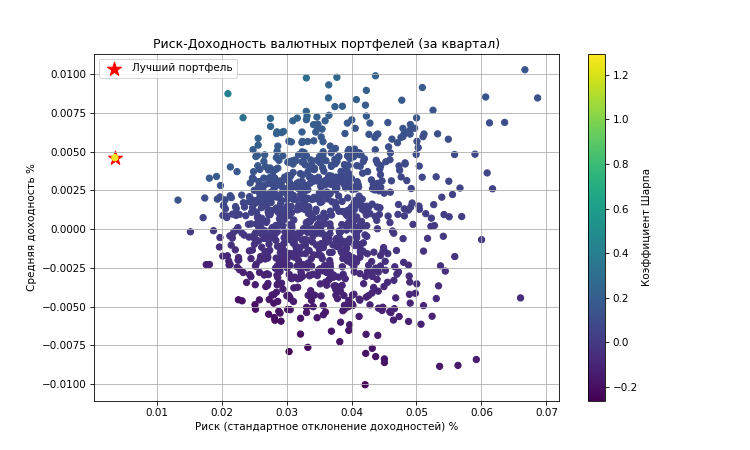 Риск-Доходность валютных портфелей (за квартал)
Лучший портфель
Средняя доходность %
0.0100
0.0075
0.0050
0.0025
0.0000
−0.0025
−0.0050
−0.0075
−0.0100
0.01 0.02 0.03 0.04 0.05 0.06 0.07
Риск (стандартное отклонение доходностей) %
1.2
1.0
0.8
0.6
0.4
0.2
0.0
−0.2
Коэффициент Шарпа